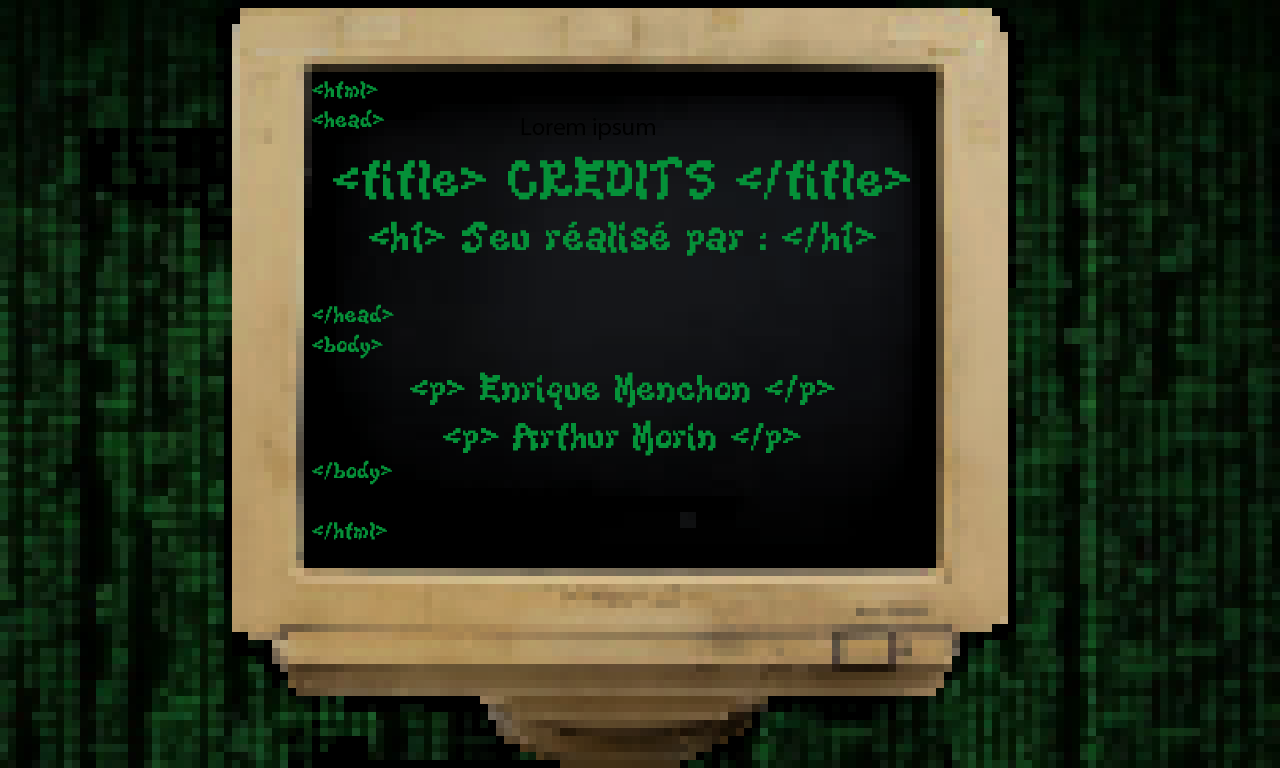 <html>
<head>
Lorem ipsum
<title> CREDITS </title>
<h1> Jeu réalisé par : </h1>
</head>
<body>
<p> Enrique Menchon </p>
<p> Arthur Morin </p>
</body>
</html>